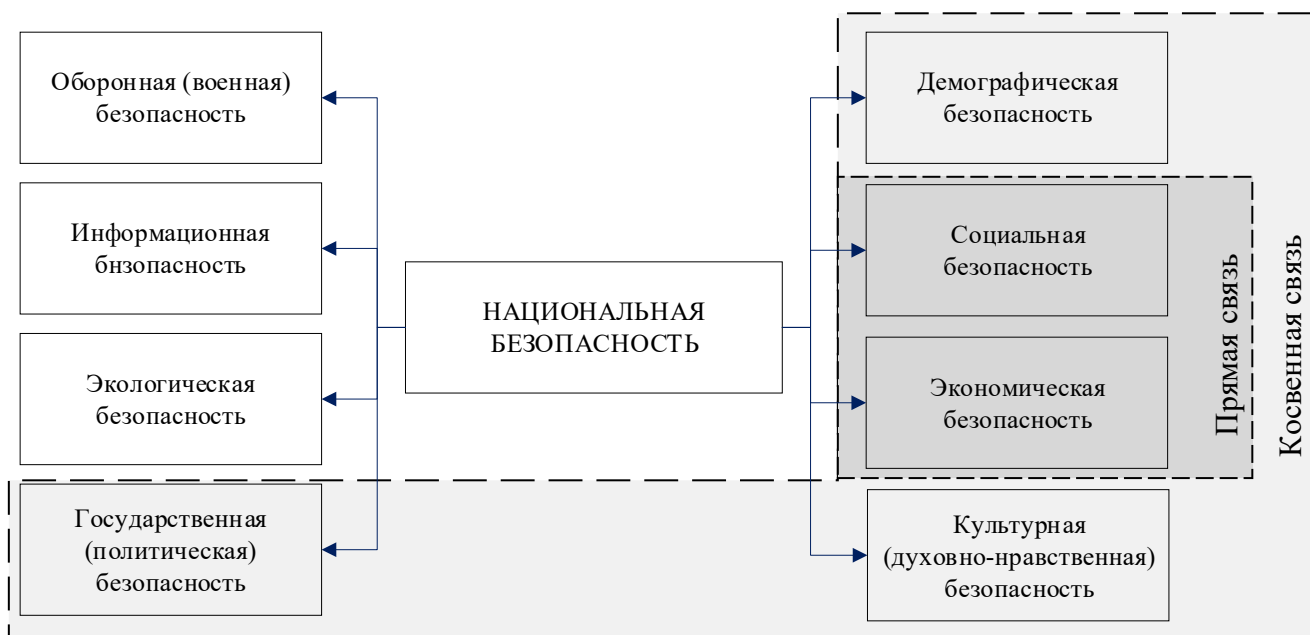 Оборонная (военная)
безопасность
Информационная
бнзопасность
Экологическая
безопасность
Государственная
(политическая)
безопасность
НАЦИОНАЛЬНАЯ
БЕЗОПАСНОСТЬ
Демографическая
безопасность
Социальная
безопасность
Экономическая
безопасность
Культурная
(духовно-нравственная)
безопасность
Прямая связь
Косвенная связь